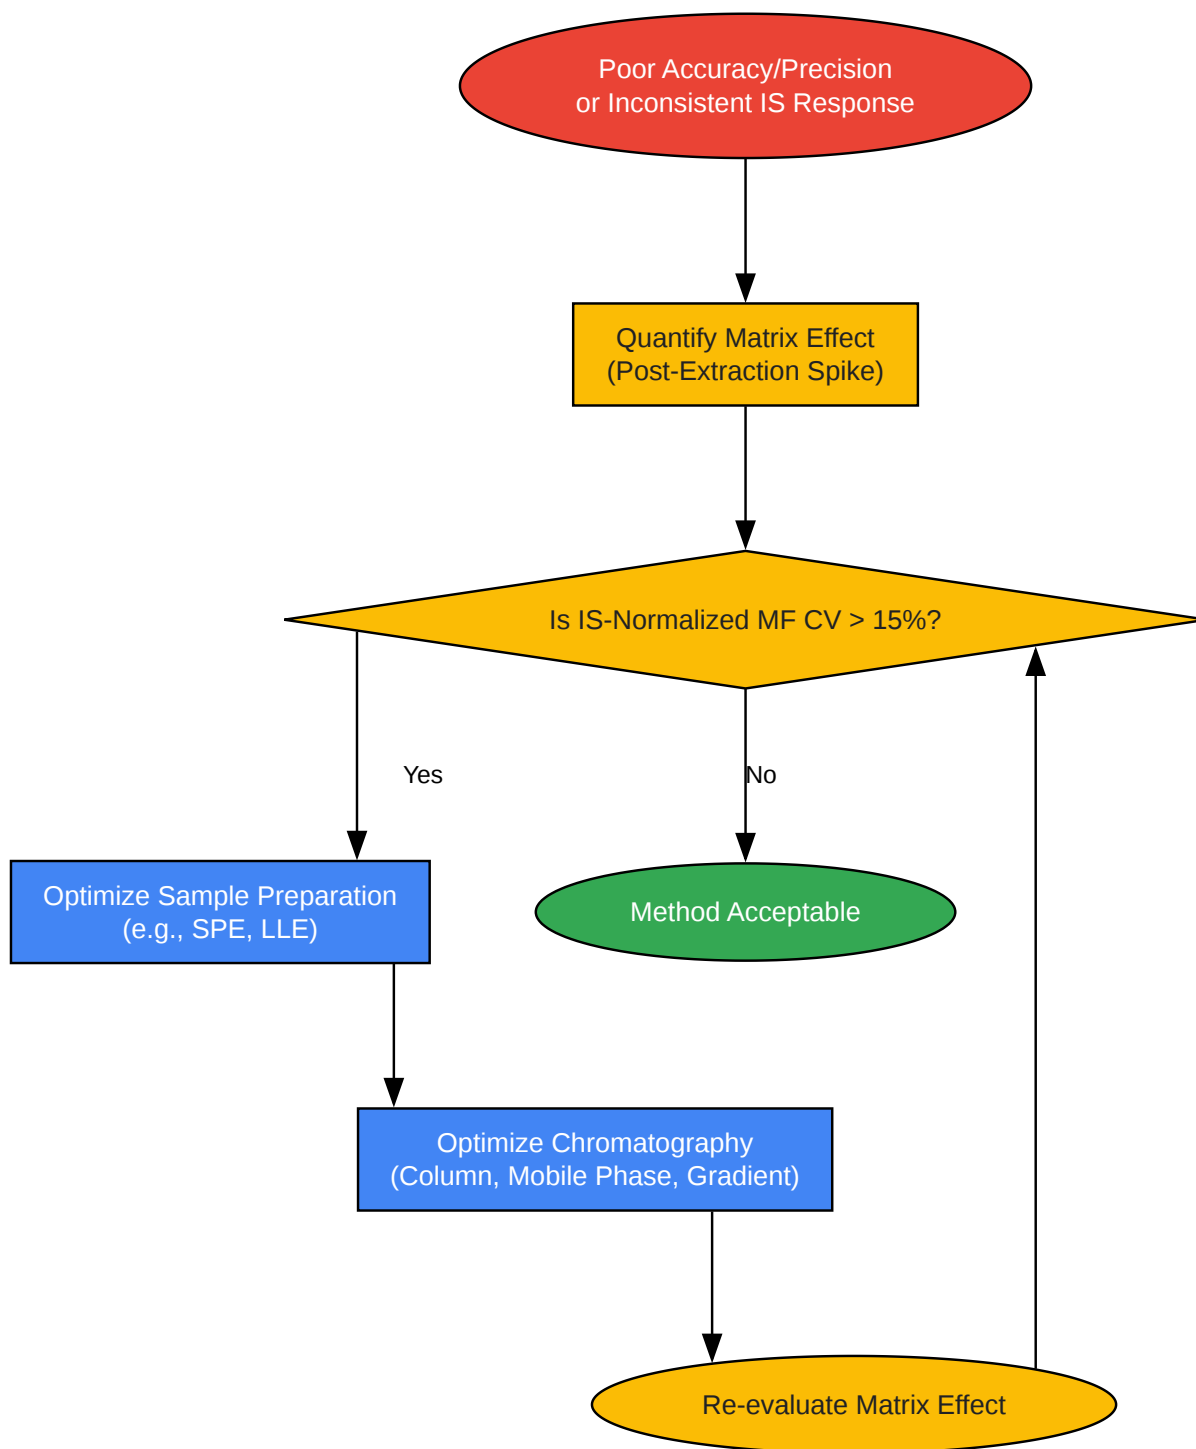 Poor Accuracy/Precision
or Inconsistent IS Response
Quantify Matrix Effect
(Post-Extraction Spike)
Is IS-Normalized MF CV > 15%?
Yes
No
Optimize Sample Preparation
(e.g., SPE, LLE)
Method Acceptable
Optimize Chromatography
(Column, Mobile Phase, Gradient)
Re-evaluate Matrix Effect